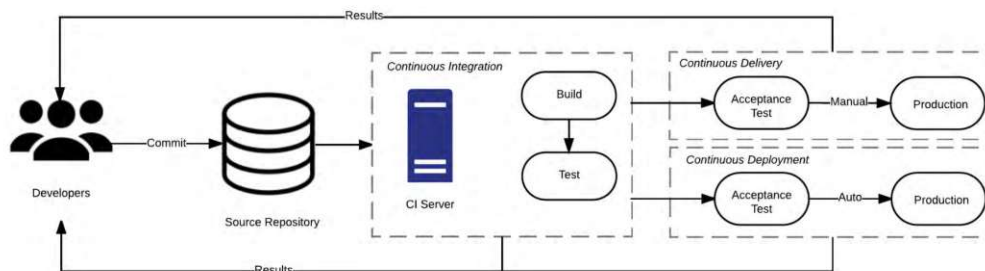 Results
Continuous Integration
Continuous Delivery
Build
Acceptance
Test
Manual
Production
Commit
Developers
Source Repository
CI Server
Test
Continuous Deployment
Acceptance
Test
Auto
Production
Results